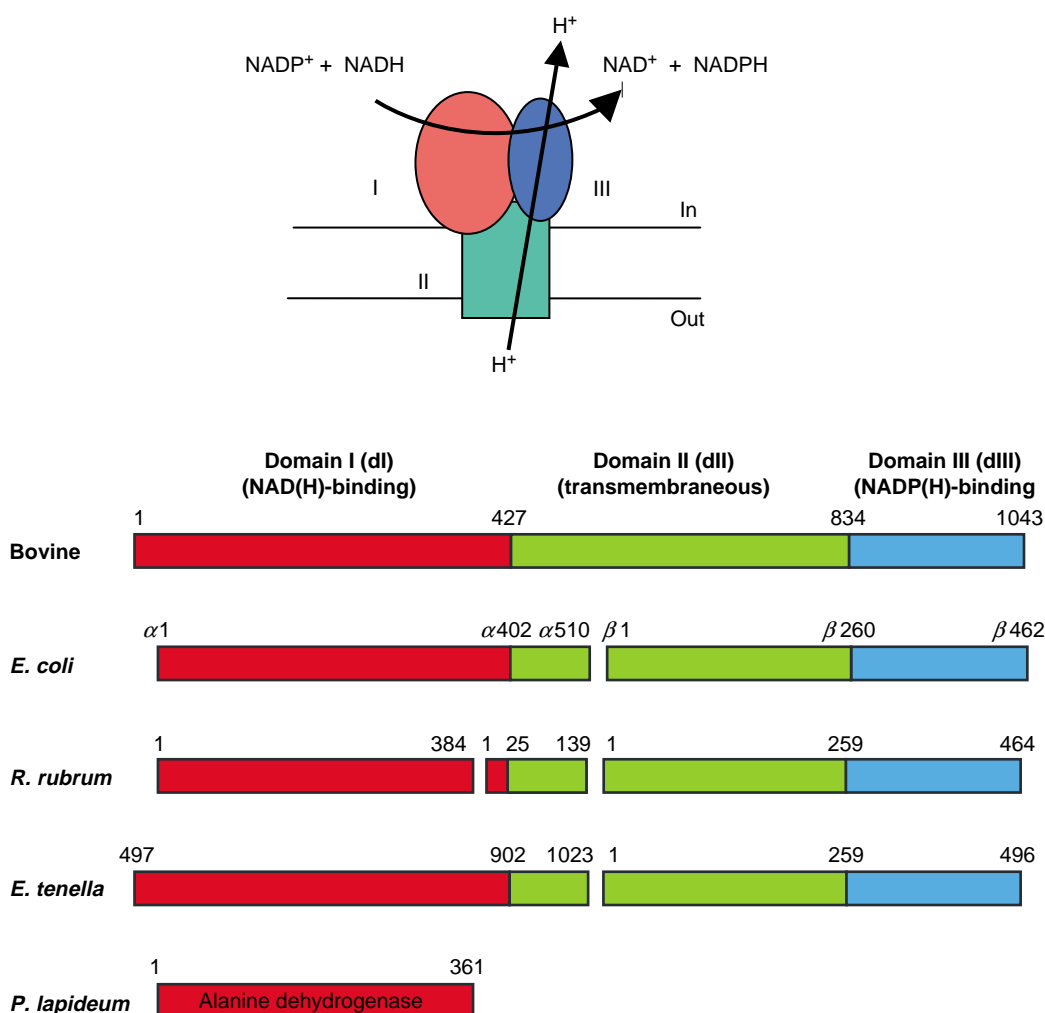 H⁺
NADP⁺ + NADH
NAD⁺ + NADPH
I
III
In
II
Out
H⁺
Domain I (dI)
(NAD(H)-binding)
Domain II (dII)
(transmembraneous)
Domain III (dIII)
(NADP(H)-binding
1 427 834 1043
Bovine
α1 α402 α510 β1 β260 β462
E. coli
1 384 1 25 139 1 259 464
R. rubrum
497 902 1023 1 259 496
E. tenella
1 361
P. lapideum Alanine dehydrogenase